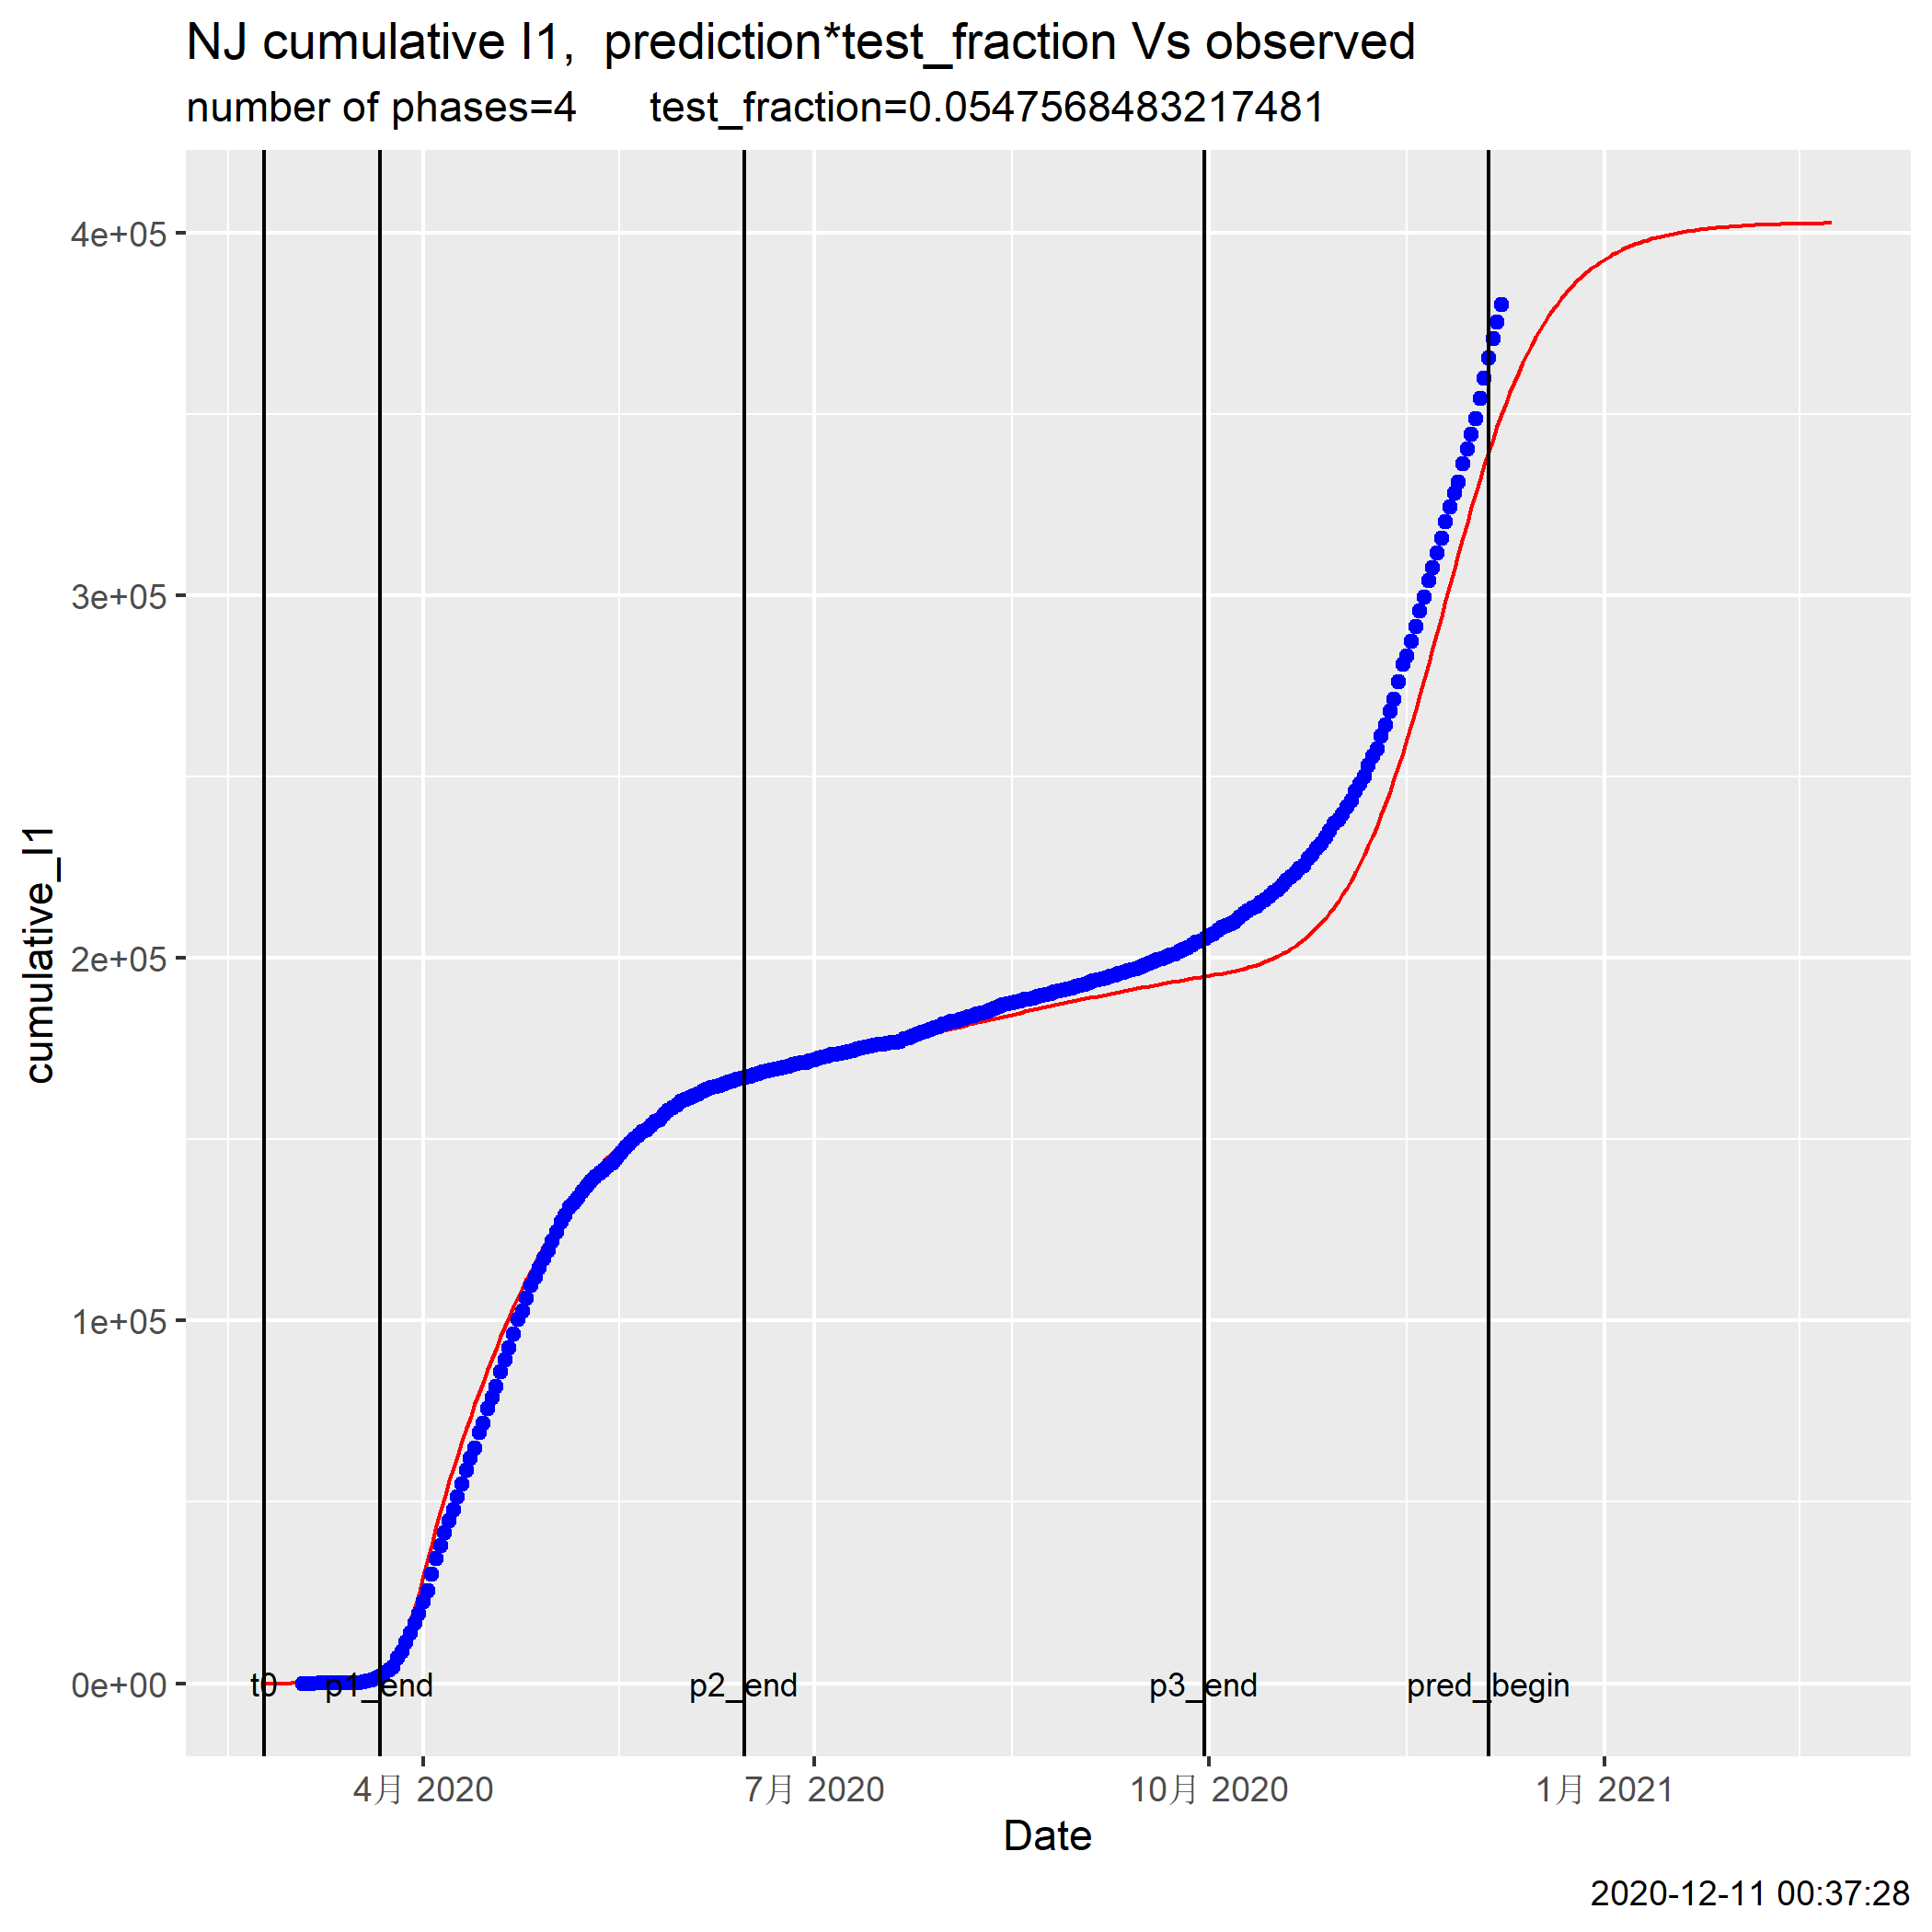 NJ cumulative I1,  prediction*test_fraction Vs observed
number of phases=4      test_fraction=0.0547568483217481
cumulative_I1
4e+05
3e+05
2e+05
1e+05
0e+00
t0 p1_end p2_end p3_end pred_begin
4月 2020 7月 2020 10月 2020 1月 2021
Date
2020-12-11 00:37:28